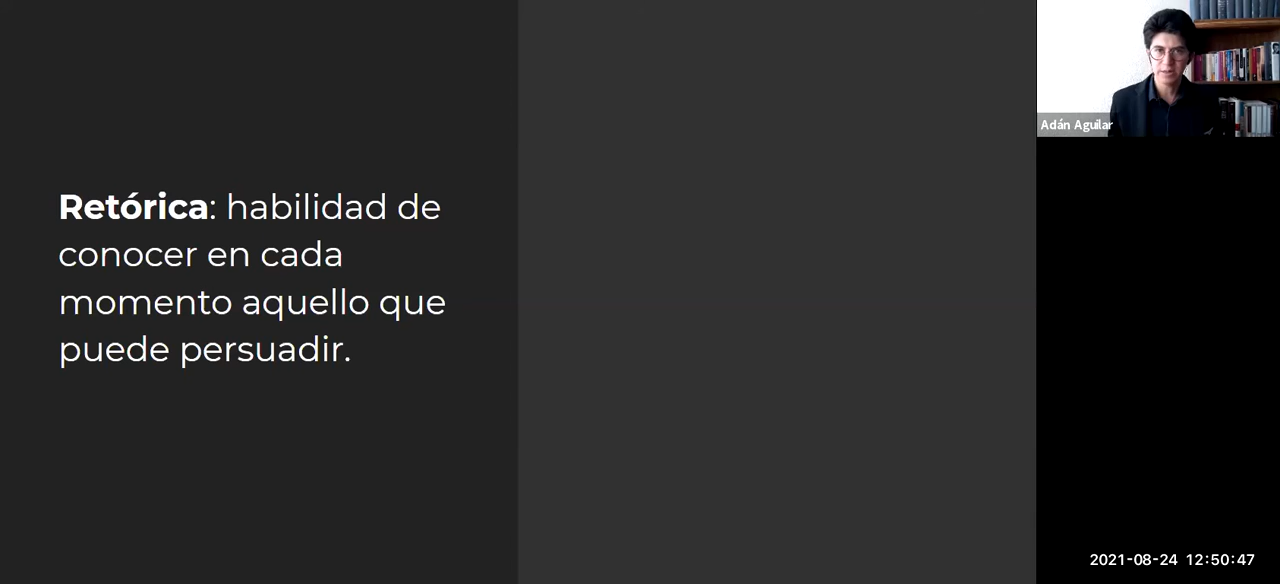 Retórica: habilidad de
conocer en cada
momento aquello que
puede persuadir.
Adán Aguilar
2021-08-24 12:50:47